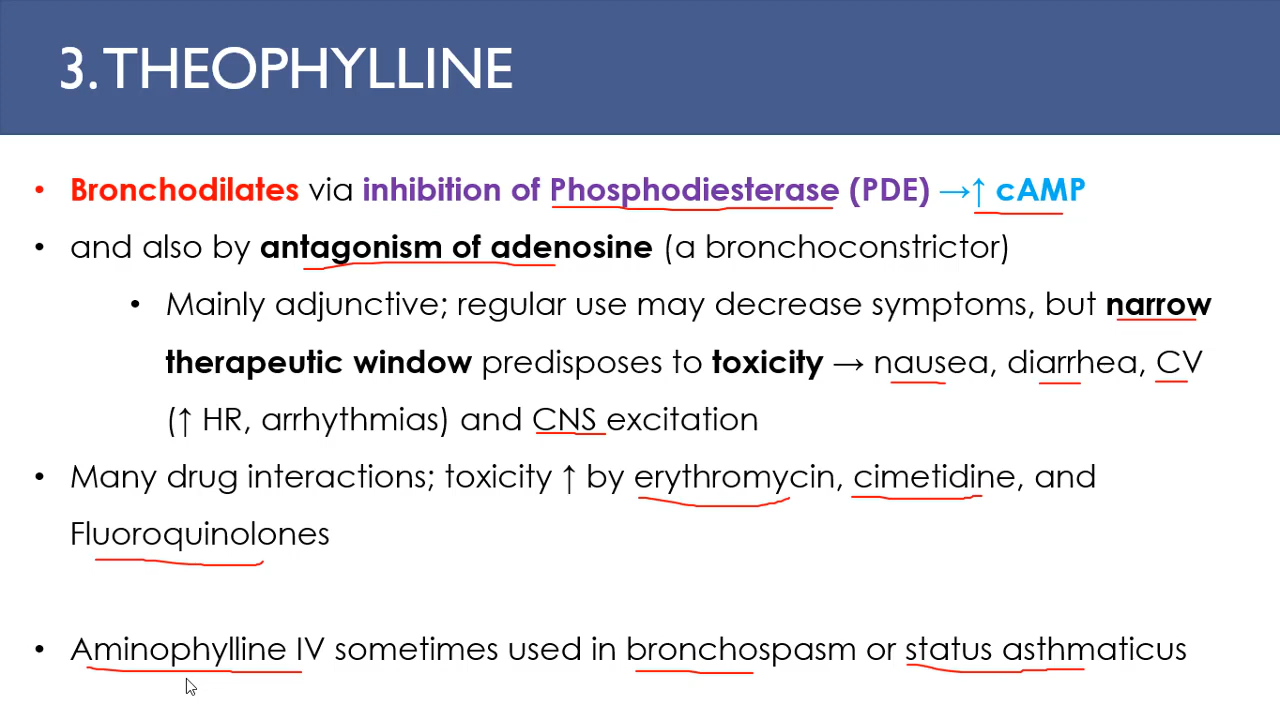 3. THEOPHYLLINE
• Bronchodilates via inhibition of Phosphodiesterase (PDE) →↑ cAMP
• and also by antagonism of adenosine (a bronchoconstrictor)
• Mainly adjunctive; regular use may decrease symptoms, but narrow
therapeutic window predisposes to toxicity → nausea, diarrhea, CV
(↑ HR, arrhythmias) and CNS excitation
• Many drug interactions; toxicity ↑ by erythromycin, cimetidine, and
Fluoroquinolones
• Aminophylline IV sometimes used in bronchospasm or status asthmaticus